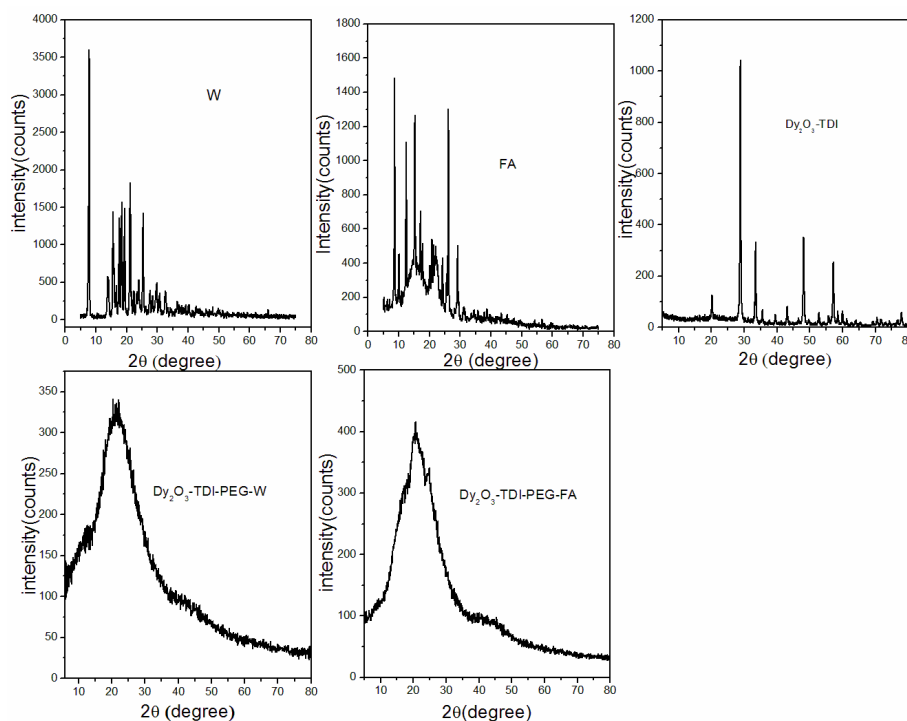 4000
3500
3000
2500
2000
1500
1000
500
0
intensity(counts)
W
0 10 20 30 40 50 60 70 80
2θ (degree)
1800
1600
1400
1200
1000
800
600
400
200
0
Intensity(counts)
FA
0 10 20 30 40 50 60 70 80
2θ (degree)
1200
1000
800
600
400
200
0
intensity(counts)
Dy₂O₃-TDI
10 20 30 40 50 60 70 80
2θ (degree)
350
300
250
200
150
100
50
0
intensity(counts)
Dy₂O₃-TDI-PEG-W
10 20 30 40 50 60 70 80
2θ (degree)
500
400
300
200
100
0
intensity(counts)
Dy₂O₃-TDI-PEG-FA
10 20 30 40 50 60 70 80
2θ(degree)